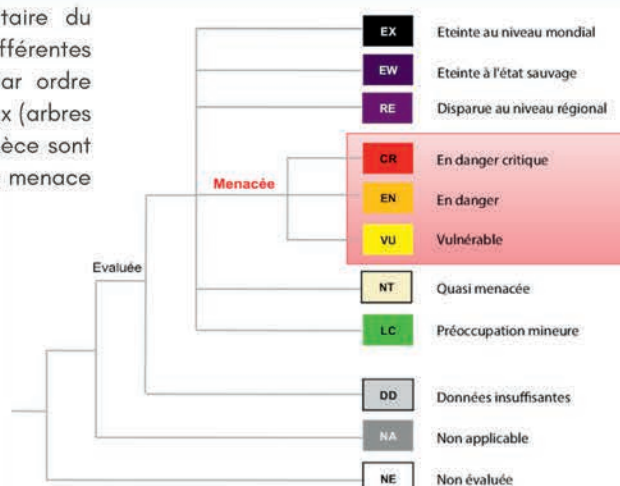 taire du
fférentes
ar ordre
x (arbres
èce sont
menace
EX Eteinte au niveau mondial
EW Eteinte à l'état sauvage
RE Disparue au niveau régional
CR En danger critique
Menacée
EN En danger
VU Vulnérable
Evaluée
NT Quasi menacée
LC Préoccupation mineure
DD Données insuffisantes
NA Non applicable
NE Non évaluée